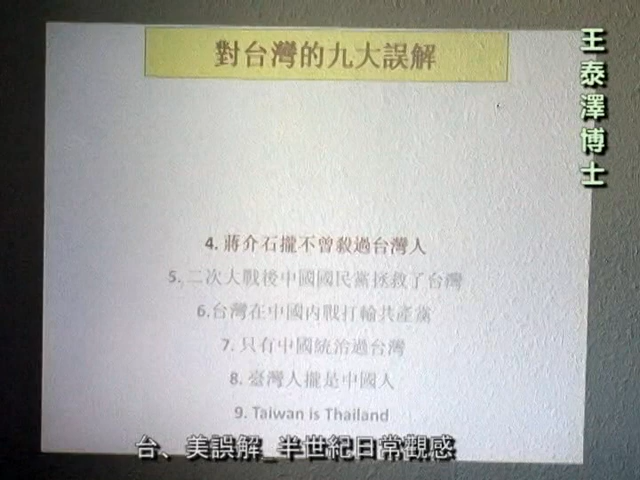 對台灣的九大誤解
王泰澤博士
4. 蔣介石攏不曾殺過台灣人
5. 二次大戰後中國國民黨拯救了台灣
6.台灣在中國內戰打輸共產黨
7. 只有中國統治過台灣
8. 臺灣人攏是中國人
9. Taiwan is Thailand
台、美誤解_半世紀日常觀感